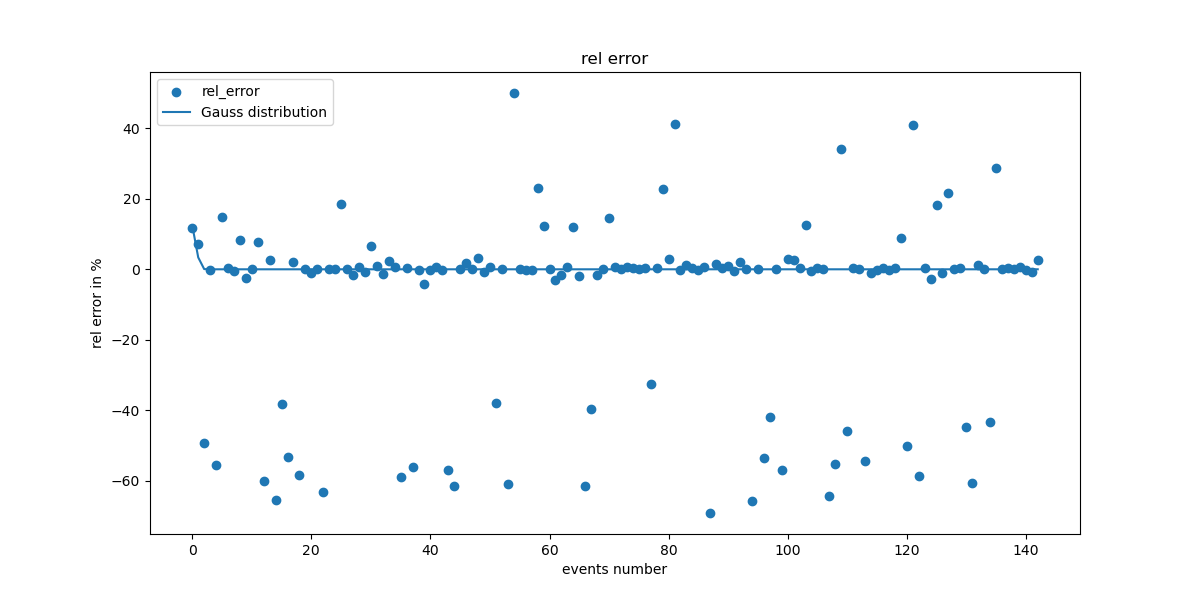 rel error
rel_error
Gauss distribution
40
20
0
−20
−40
−60
rel error in %
0 20 40 60 80 100 120 140
events number